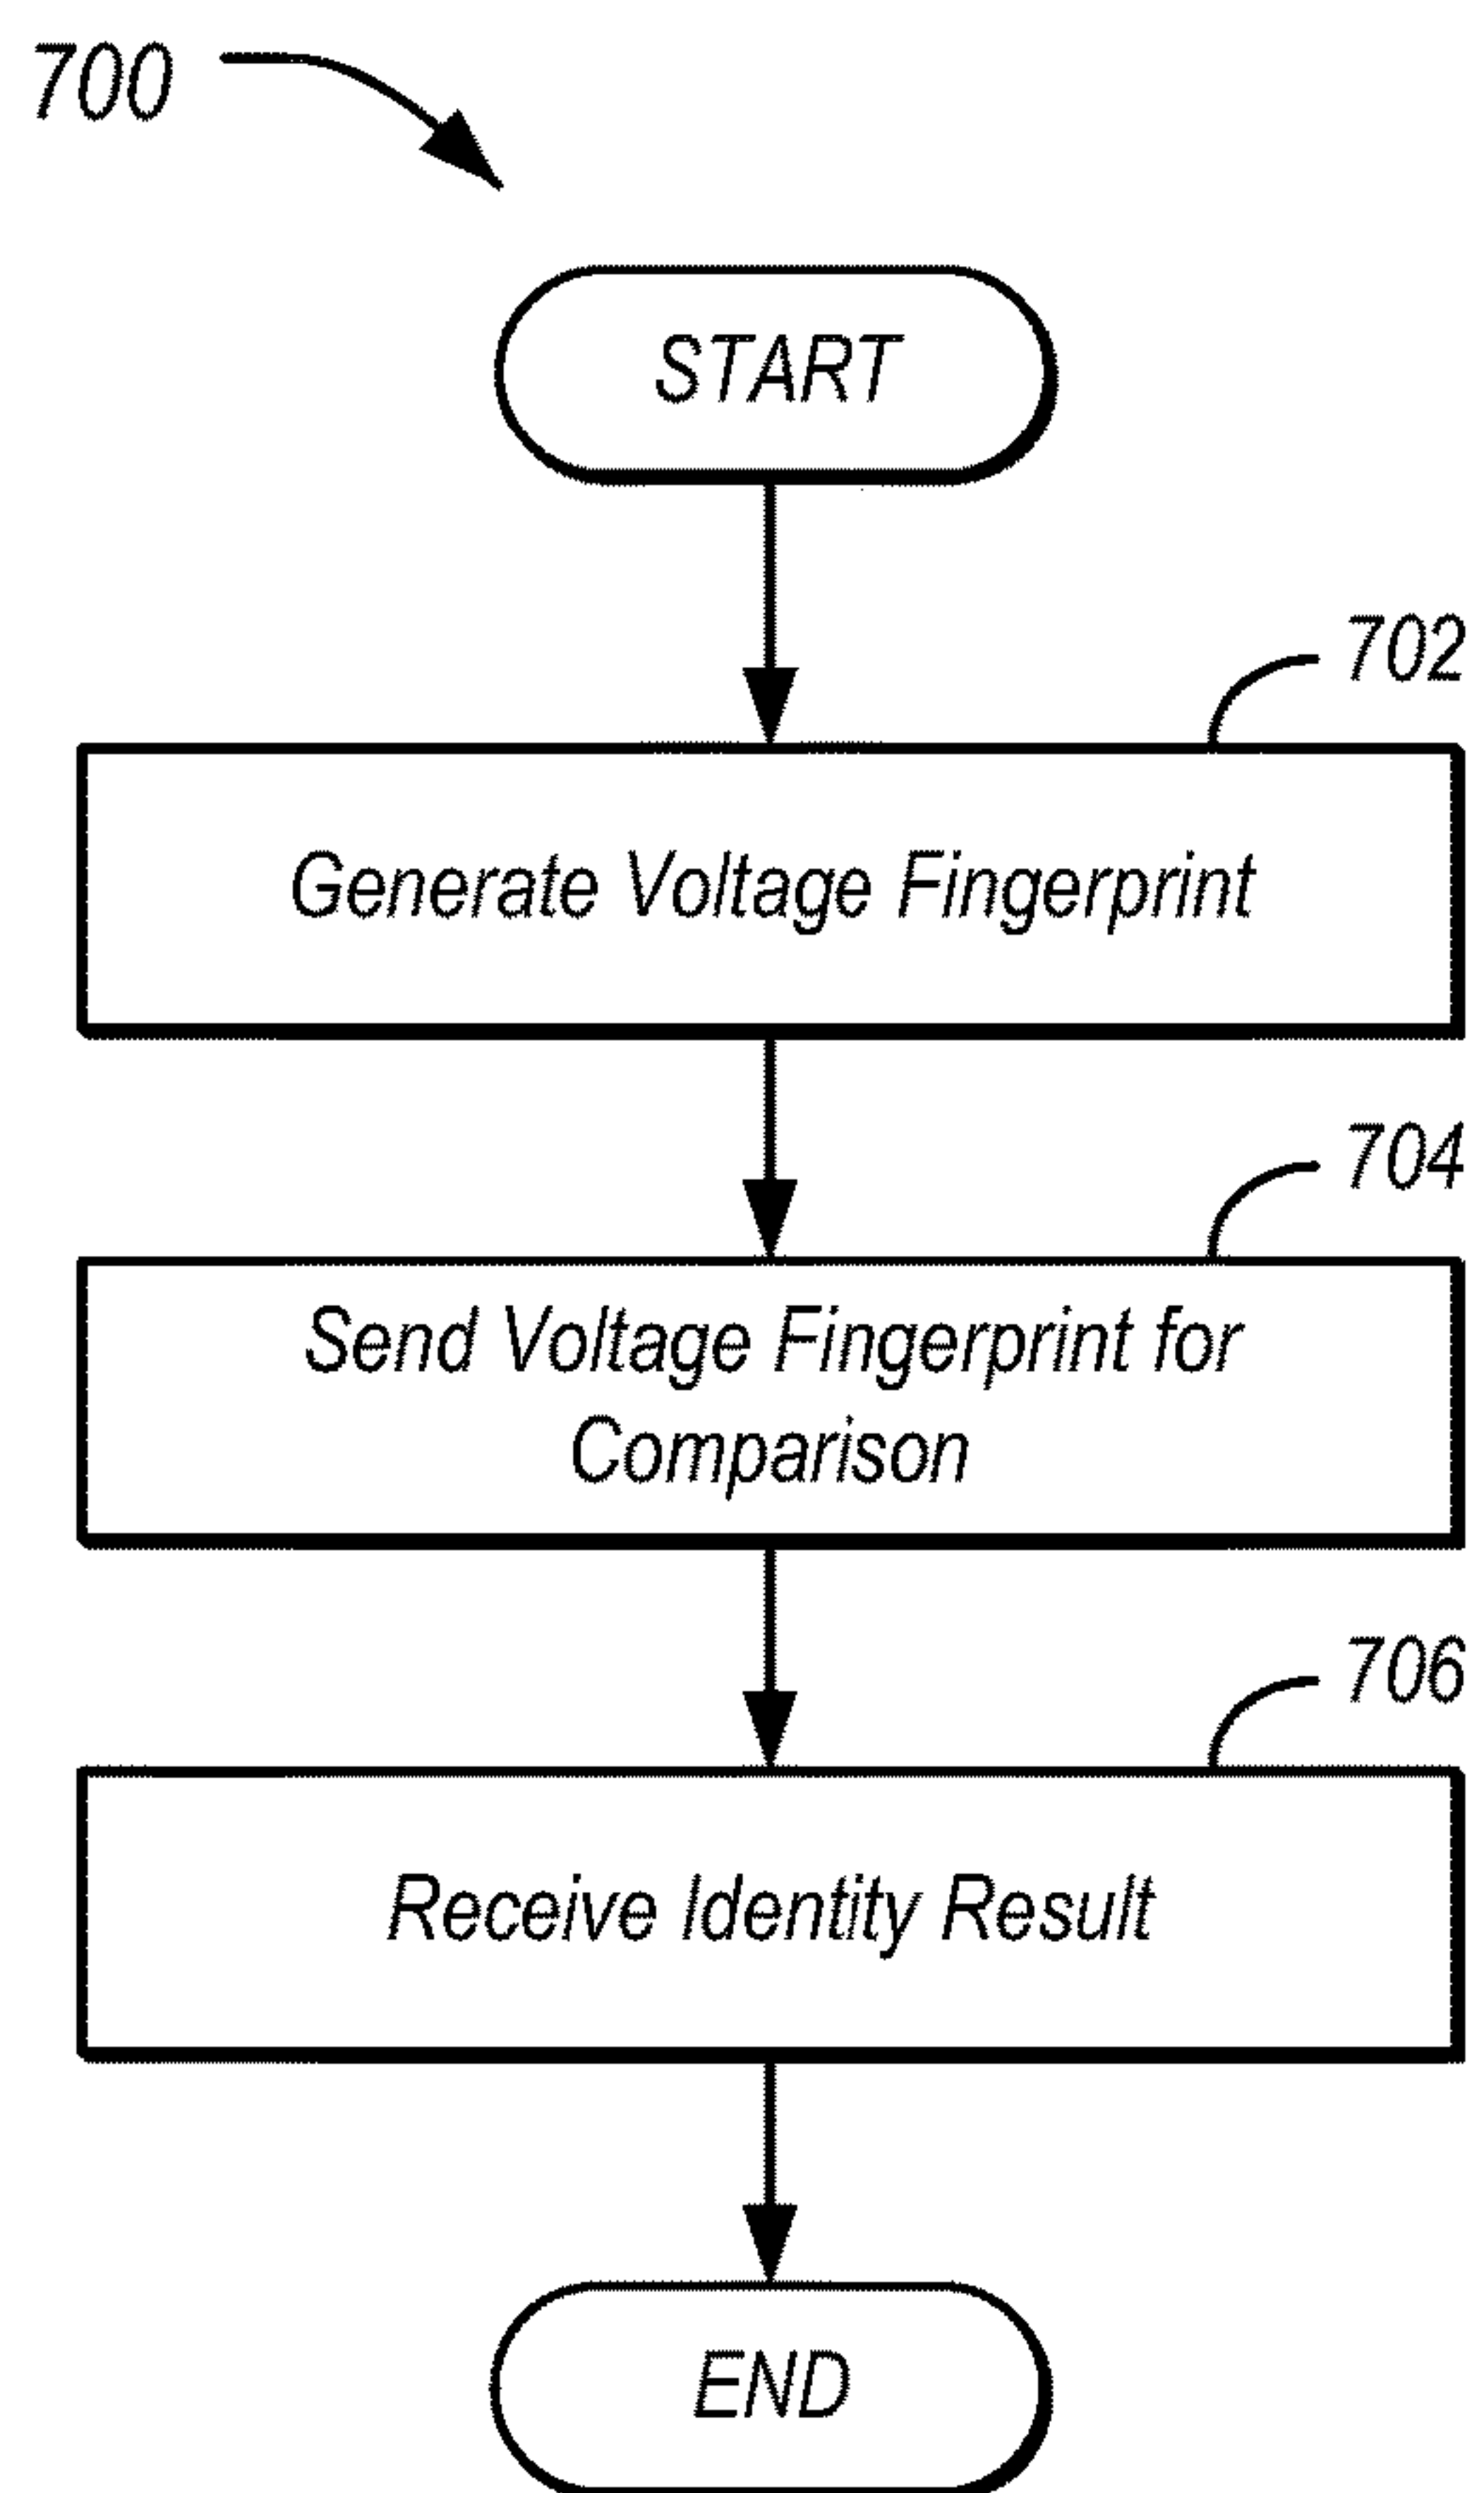 700
START
702
Generate Voltage Fingerprint
704
Send Voltage Fingerprint for
Comparison
706
Receive Identity Result
END